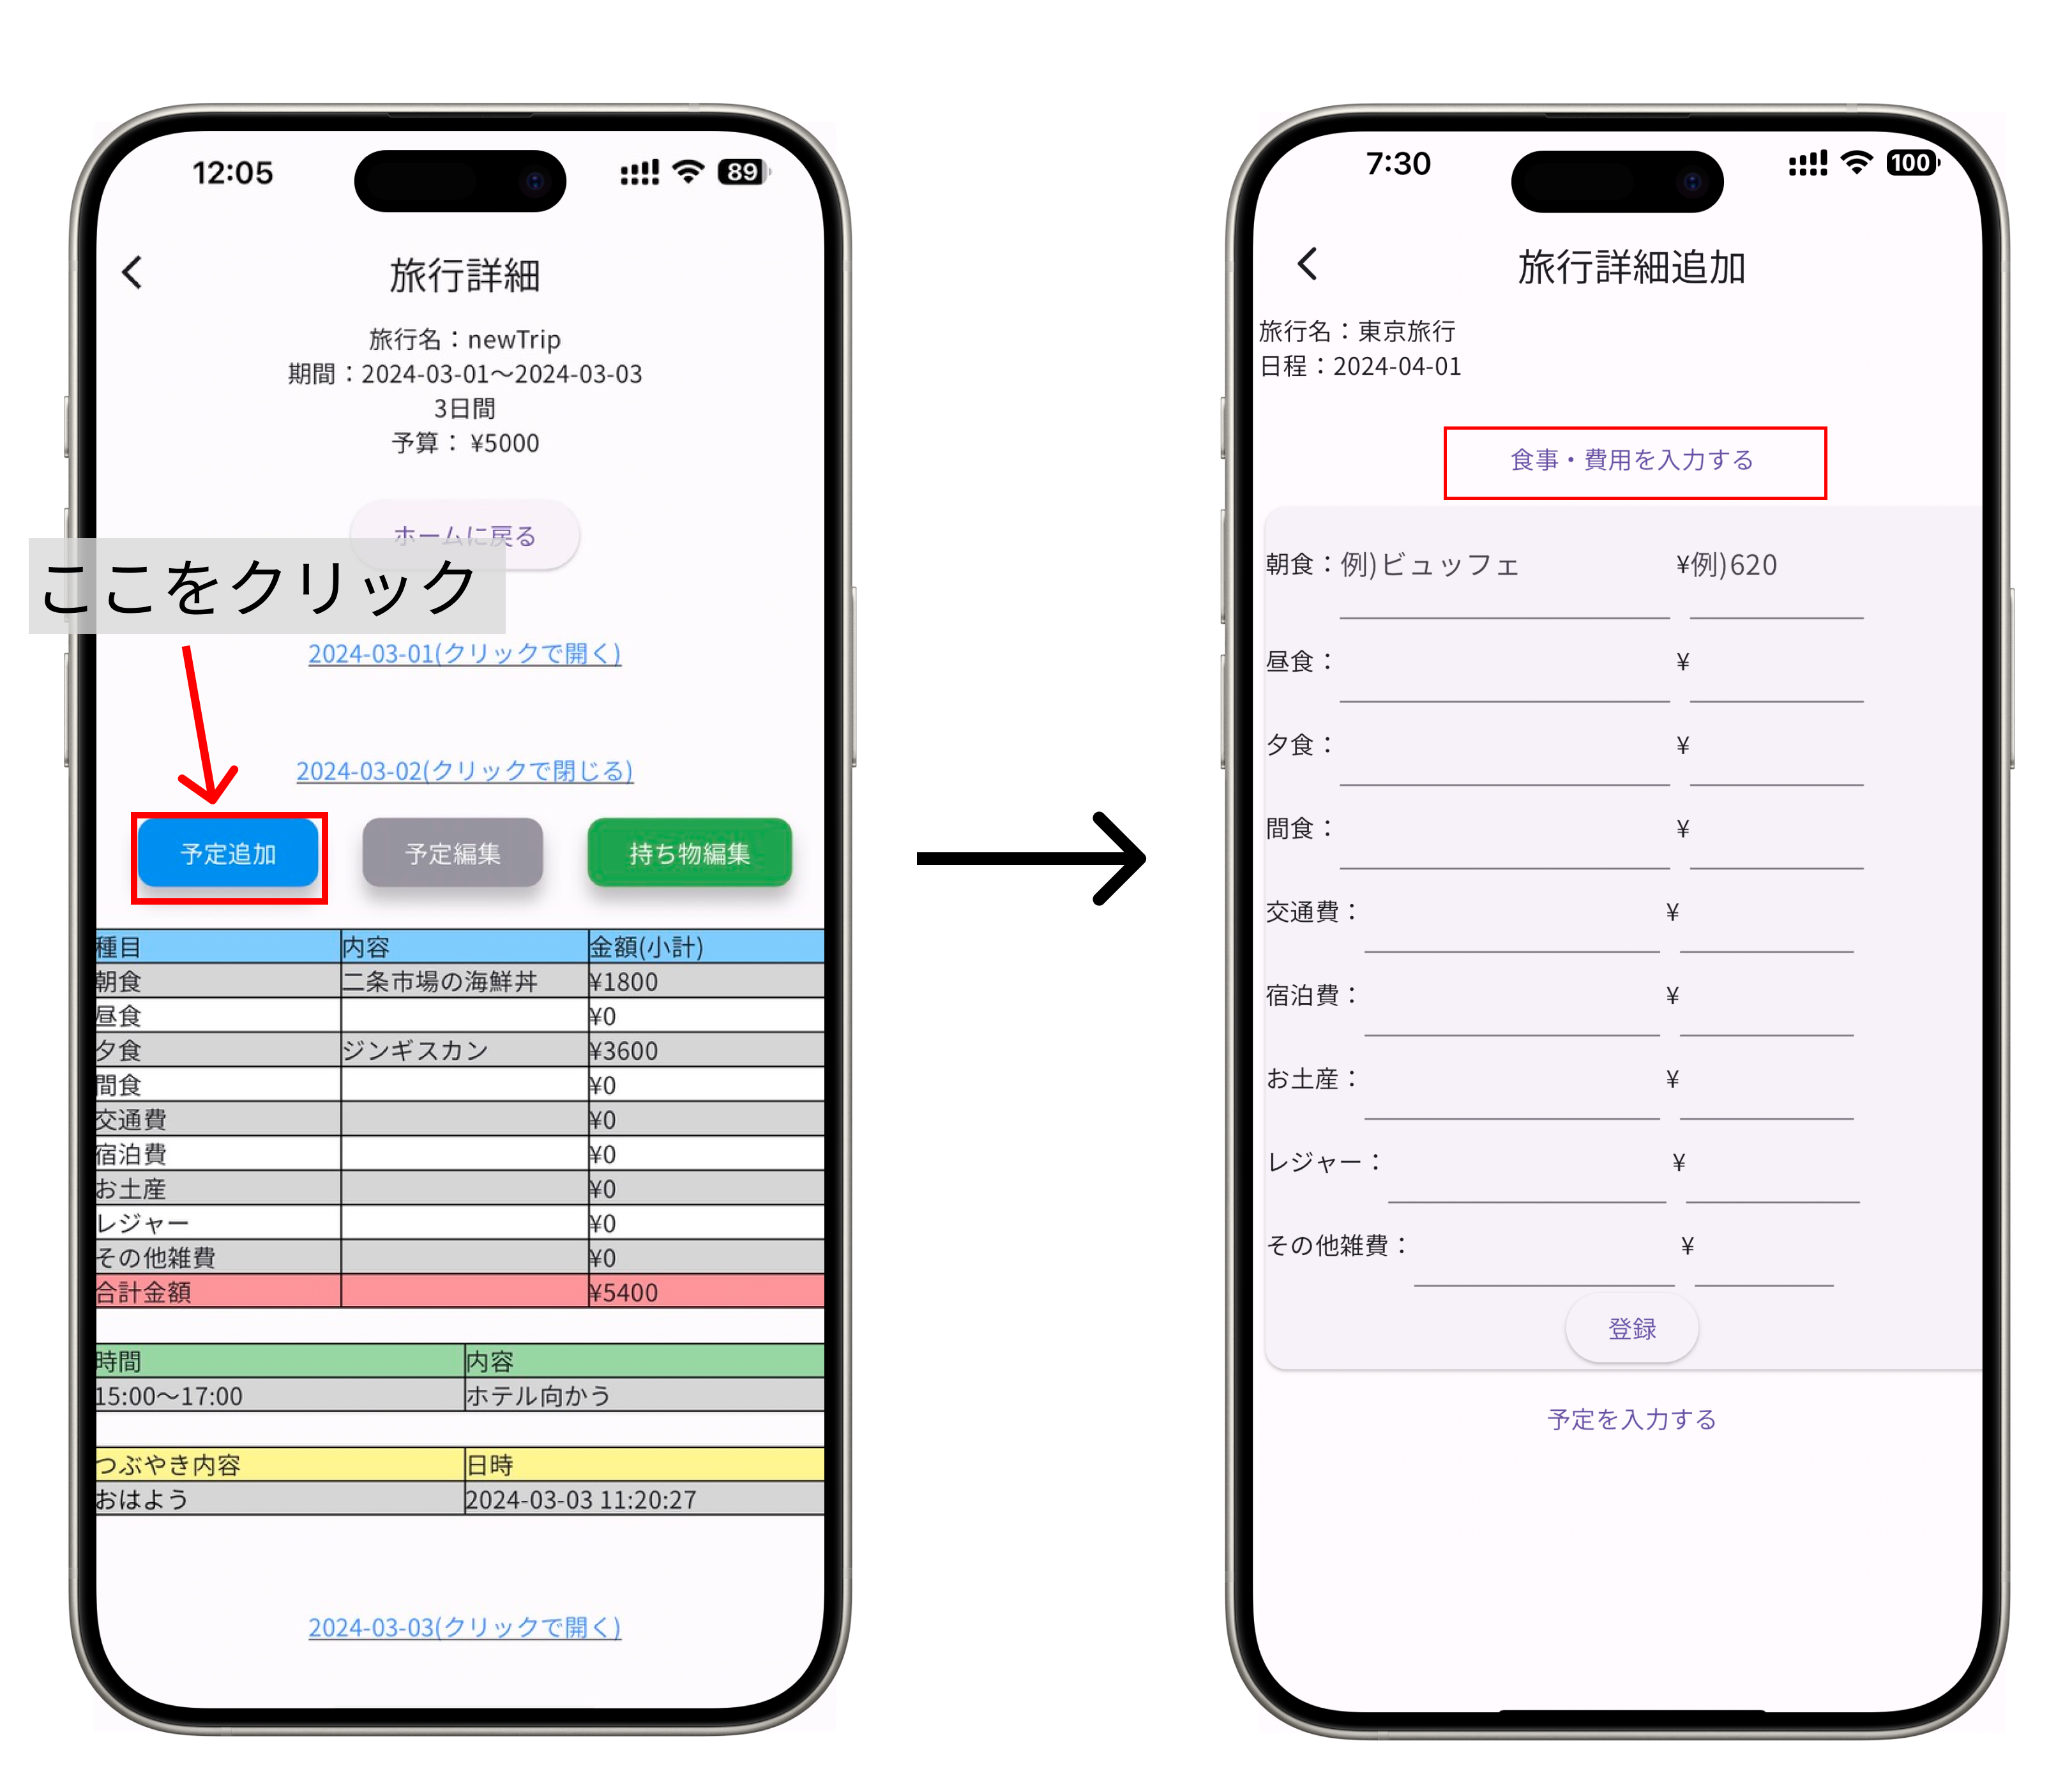 12:05
89
旅行詳細
旅行名：newTrip
期間：2024-03-01～2024-03-03
3日間
予算： ¥5000
ホームに戻る
ここをクリック
2024-03-01(クリックで開く)
2024-03-02(クリックで閉じる)
予定追加 予定編集 持ち物編集
種目 内容 金額(小計)
朝食 二条市場の海鮮丼 ¥1800
昼食 ¥0
夕食 ジンギスカン ¥3600
間食 ¥0
交通費 ¥0
宿泊費 ¥0
お土産 ¥0
レジャー ¥0
その他雑費 ¥0
合計金額 ¥5400
時間 内容
15:00～17:00 ホテル向かう
つぶやき内容 日時
おはよう 2024-03-03 11:20:27
2024-03-03(クリックで開く)
7:30
100
旅行詳細追加
旅行名：東京旅行
日程：2024-04-01
食事・費用を入力する
朝食：例)ビュッフェ ¥例)620
昼食： ¥
夕食： ¥
間食： ¥
交通費： ¥
宿泊費： ¥
お土産： ¥
レジャー： ¥
その他雑費： ¥
登録
予定を入力する